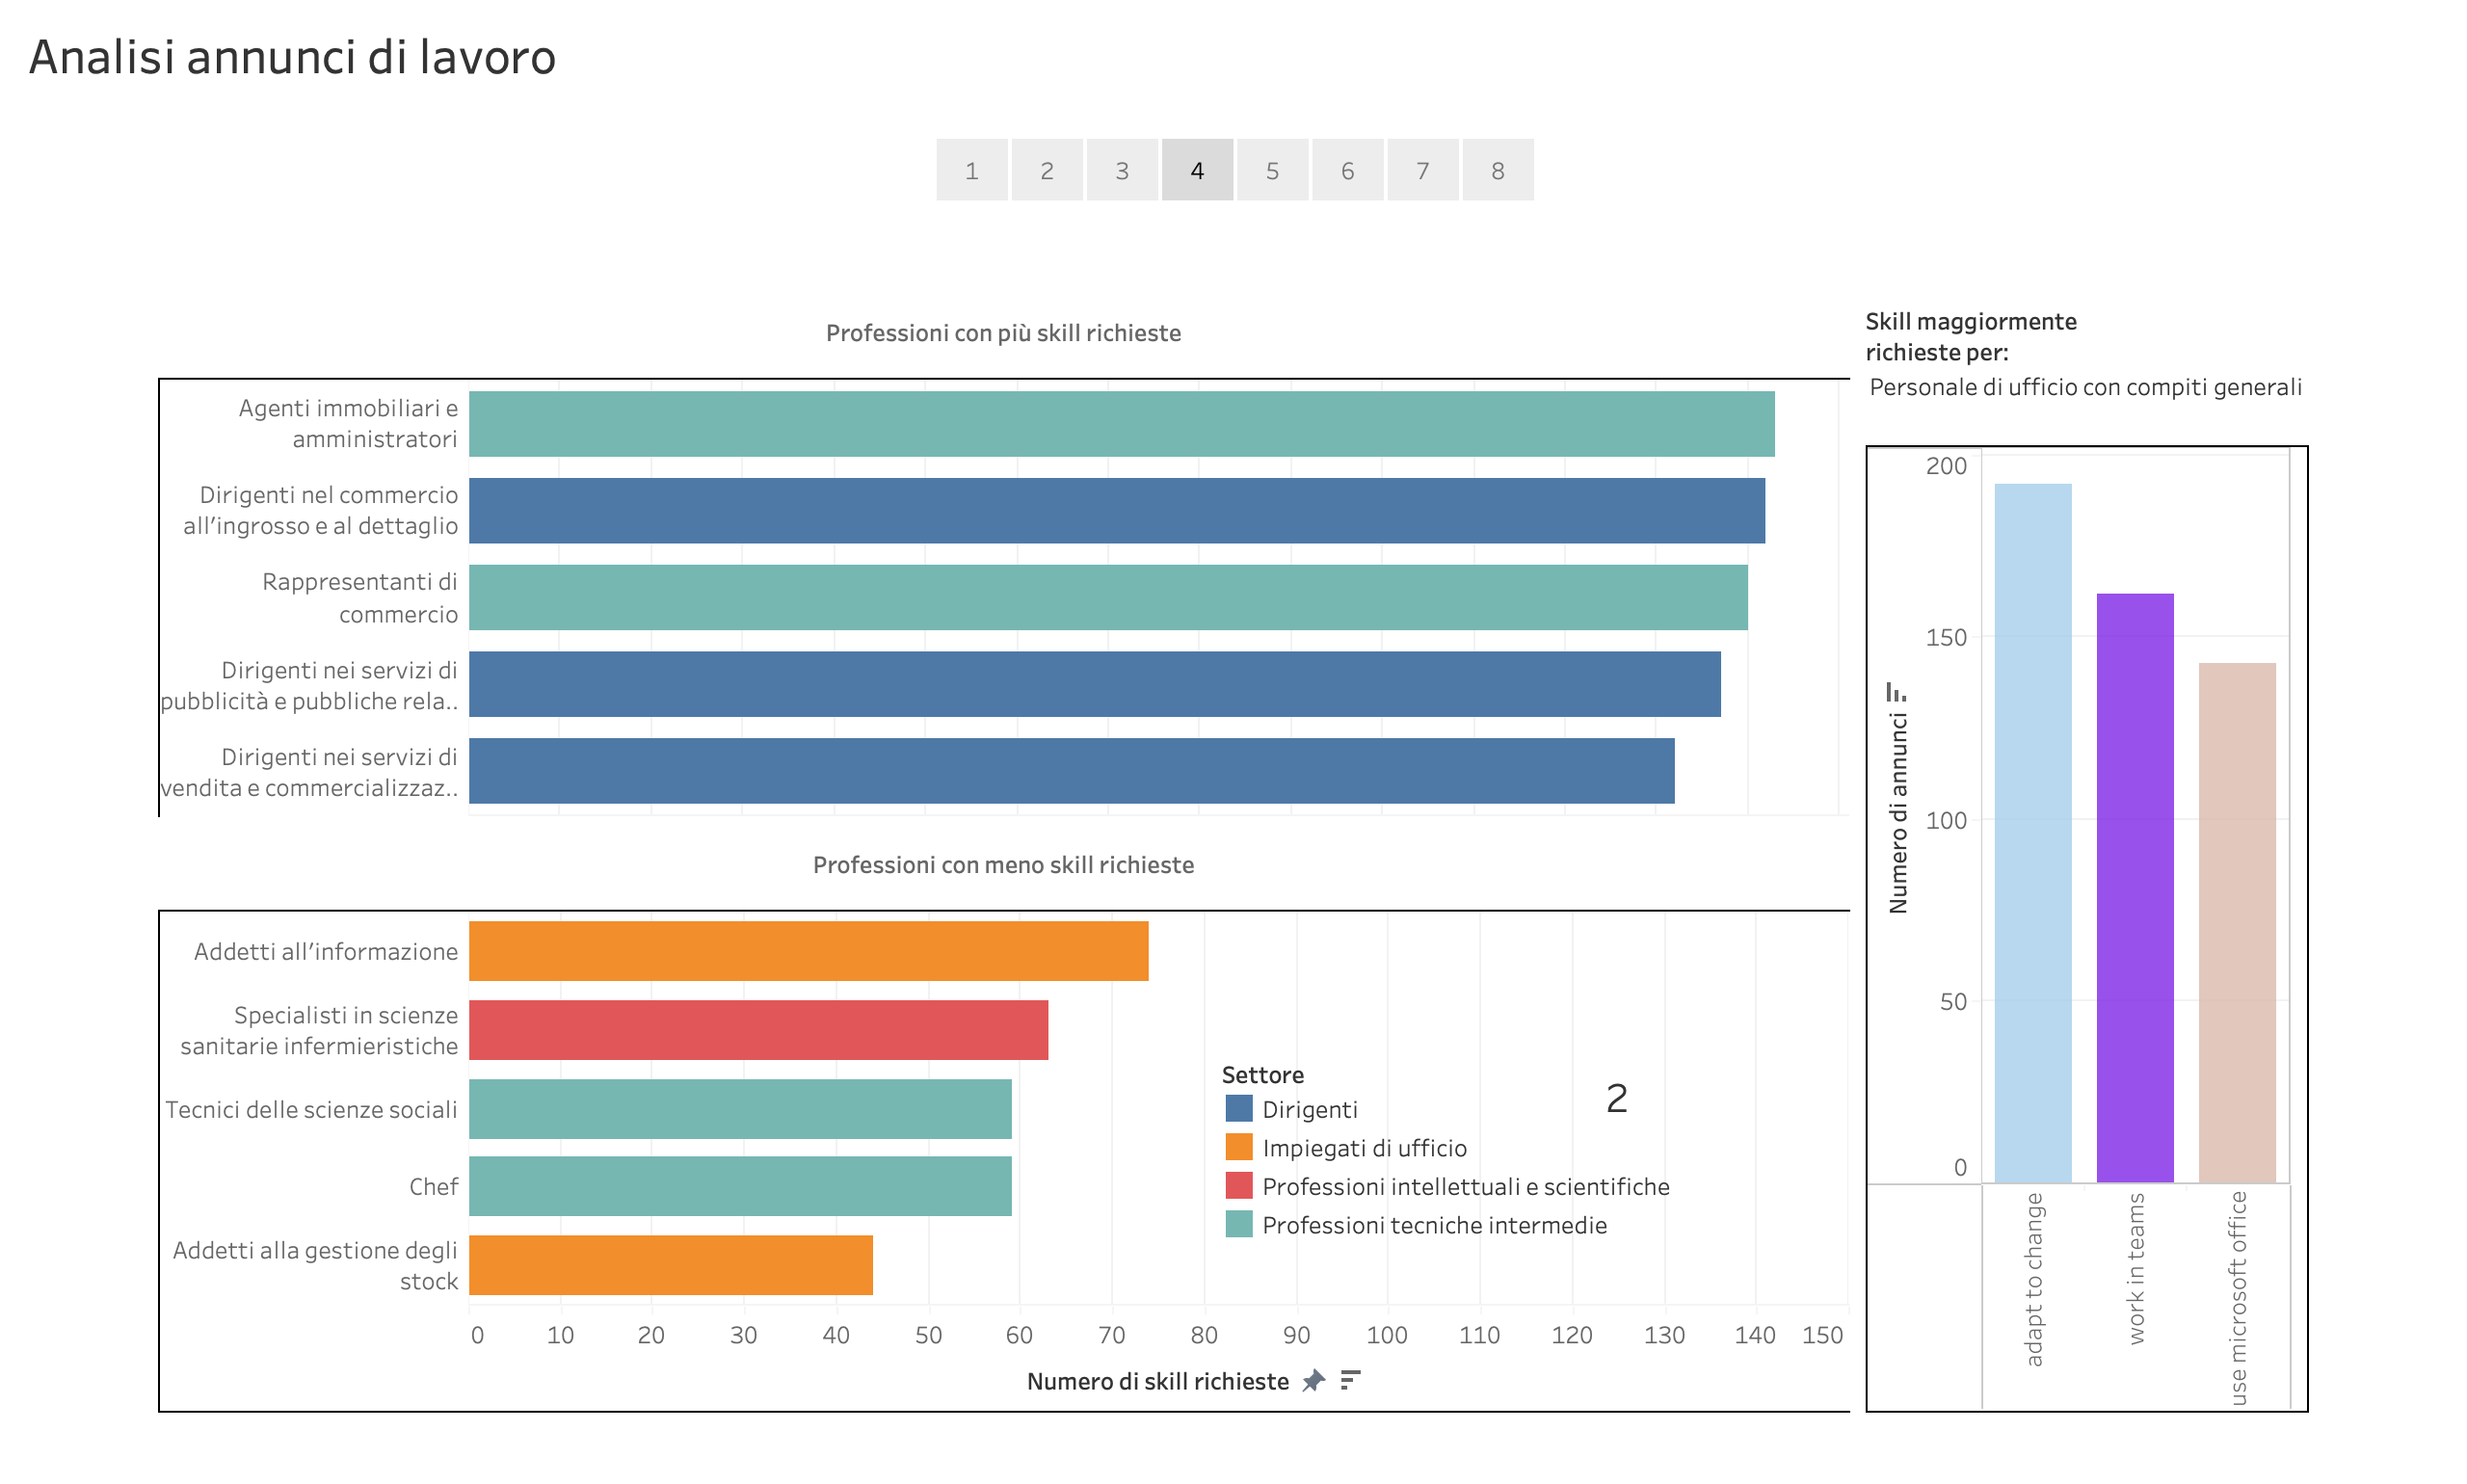 Analisi annunci di lavoro
1 2 3 4 5 6 7 8
Professioni con più skill richieste
Agenti immobiliari e
amministratori
Dirigenti nel commercio
all'ingrosso e al dettaglio
Rappresentanti di
commercio
Dirigenti nei servizi di
pubblicità e pubbliche rela..
Dirigenti nei servizi di
vendita e commercializzaz..
Professioni con meno skill richieste
Addetti all'informazione
Specialisti in scienze
sanitarie infermieristiche
Tecnici delle scienze sociali
Chef
Addetti alla gestione degli
stock
Settore
Dirigenti
Impiegati di ufficio
Professioni intellettuali e scientifiche
Professioni tecniche intermedie
2
0 10 20 30 40 50 60 70 80 90 100 110 120 130 140 150
Numero di skill richieste
Skill maggiormente
richieste per:
Personale di ufficio con compiti generali
Numero di annunci
200
150
100
50
0
adapt to change
work in teams
use microsoft office